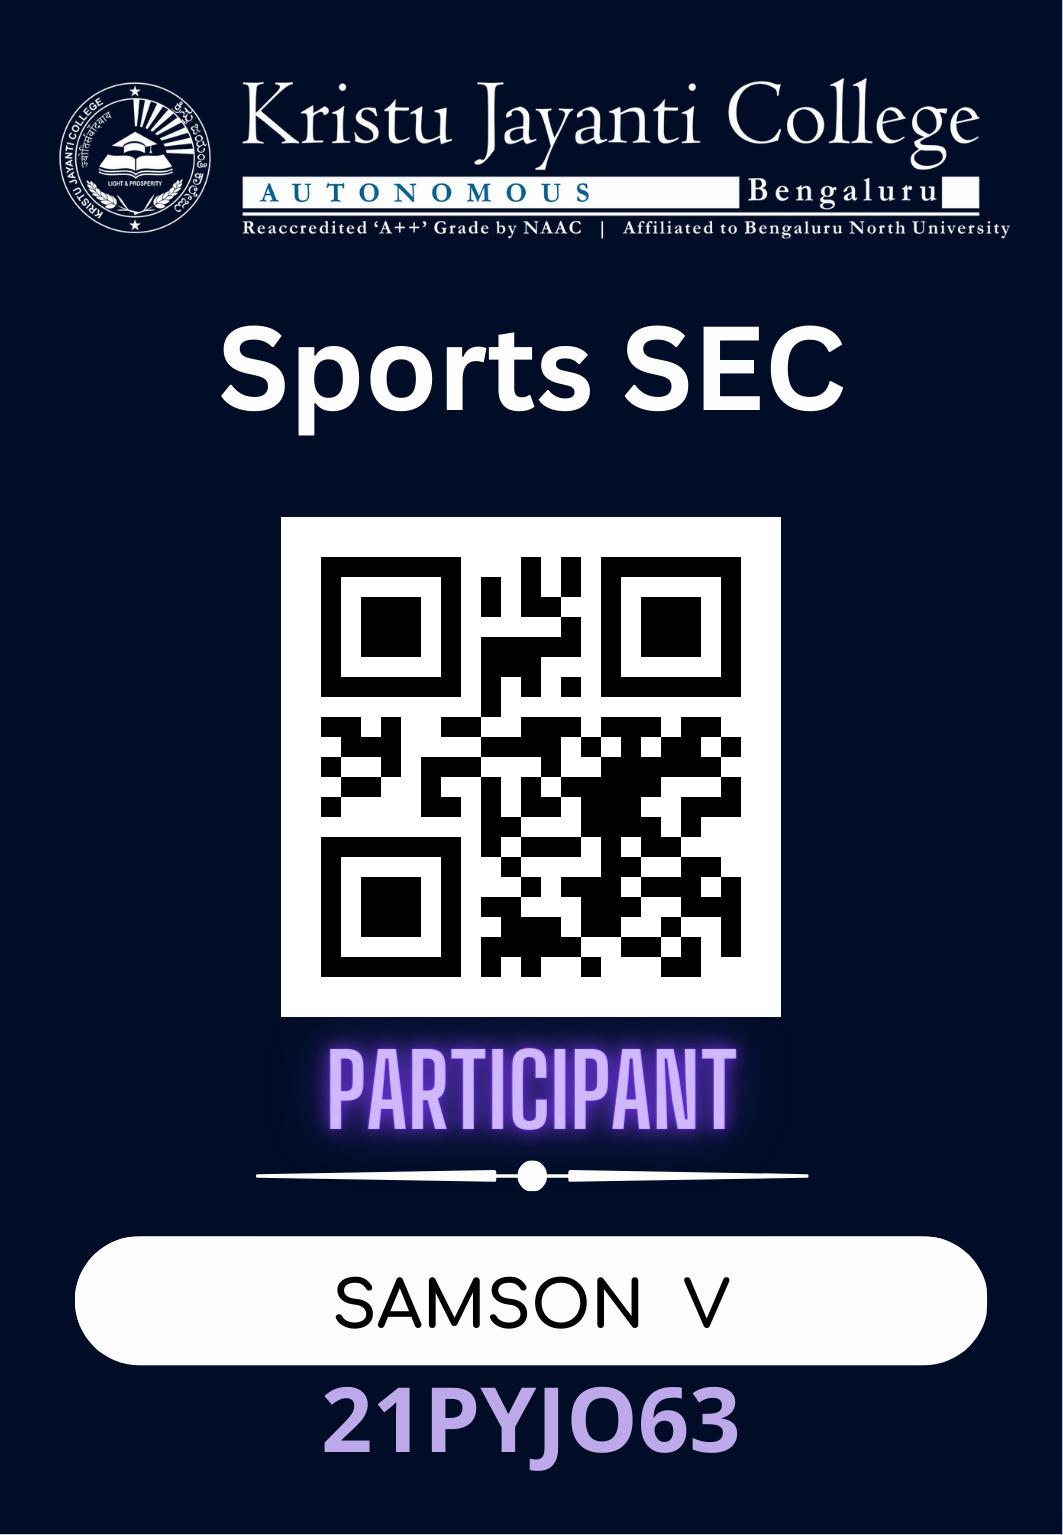 KRISTU JAYANTI COLLEGE
LIGHT & PROSPERITY
Kristu Jayanti College
AUTONOMOUS Bengaluru
Reaccredited ‘A++’ Grade by NAAC | Affiliated to Bengaluru North University
Sports SEC
PARTICIPANT
SAMSON V
21PYJO63